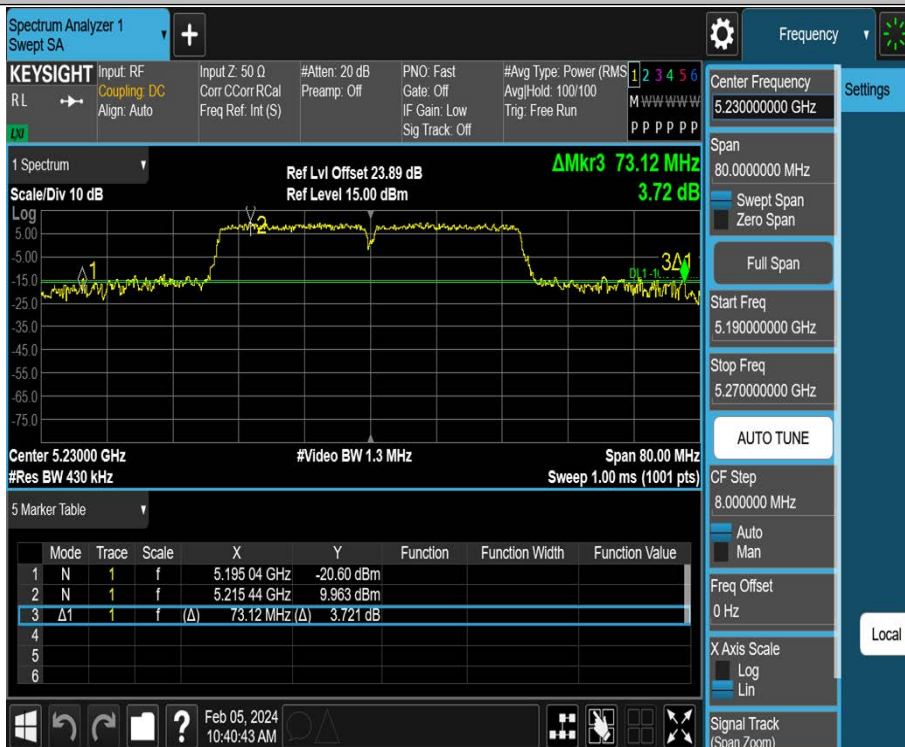 Spectrum Analyzer 1
Swept SA
+
Frequency
KEYSIGHT
RL
LXI
Input: RF
Coupling: DC
Align: Auto
Input Z: 50 Ω
Corr CCorr RCal
Freq Ref: Int (S)
#Atten: 20 dB
Preamp: Off
PNO: Fast
Gate: Off
IF Gain: Low
Sig Track: Off
#Avg Type: Power (RMS
Avg|Hold: 100/100
Trig: Free Run
1 2 3 4 5 6
M W W W W W
P P P P P P
Center Frequency
5.230000000 GHz
Settings
Span
80.0000000 MHz
Swept Span
Zero Span
Full Span
Start Freq
5.190000000 GHz
Stop Freq
5.270000000 GHz
AUTO TUNE
CF Step
8.000000 MHz
Auto
Man
Freq Offset
0 Hz
X Axis Scale
Log
Lin
Signal Track
(Span Zoom)
Local
1 Spectrum
Scale/Div 10 dB
Ref Lvl Offset 23.89 dB
Ref Level 15.00 dBm
ΔMkr3 73.12 MHz
3.72 dB
Log
5.00
-5.00
-15.0
-25.0
-35.0
-45.0
-55.0
-65.0
-75.0
1
2
3Δ1
Center 5.23000 GHz
#Res BW 430 kHz
#Video BW 1.3 MHz
Span 80.00 MHz
Sweep 1.00 ms (1001 pts)
5 Marker Table
Mode Trace Scale X Y Function Function Width Function Value
1 N 1 f 5.195 04 GHz -20.60 dBm
2 N 1 f 5.215 44 GHz 9.963 dBm
3 Δ1 1 f (Δ) 73.12 MHz (Δ) 3.721 dB
4
5
6
?
Feb 05, 2024
10:40:43 AM